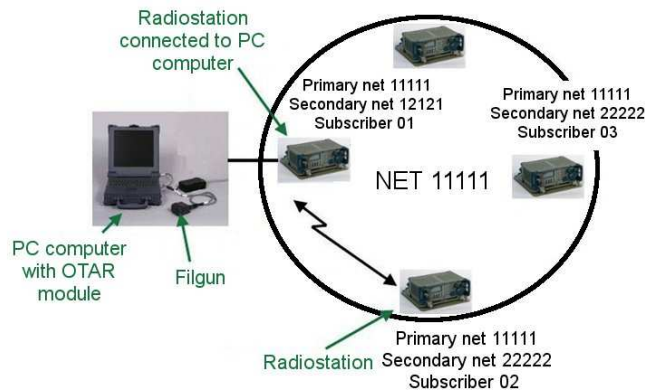 Radiostation
connected to PC
computer
Primary net 11111
Secondary net 12121
Subscriber 01
Primary net 11111
Secondary net 22222
Subscriber 03
NET 11111
PC computer
with OTAR
module
Filgun
Radiostation
Primary net 11111
Secondary net 22222
Subscriber 02